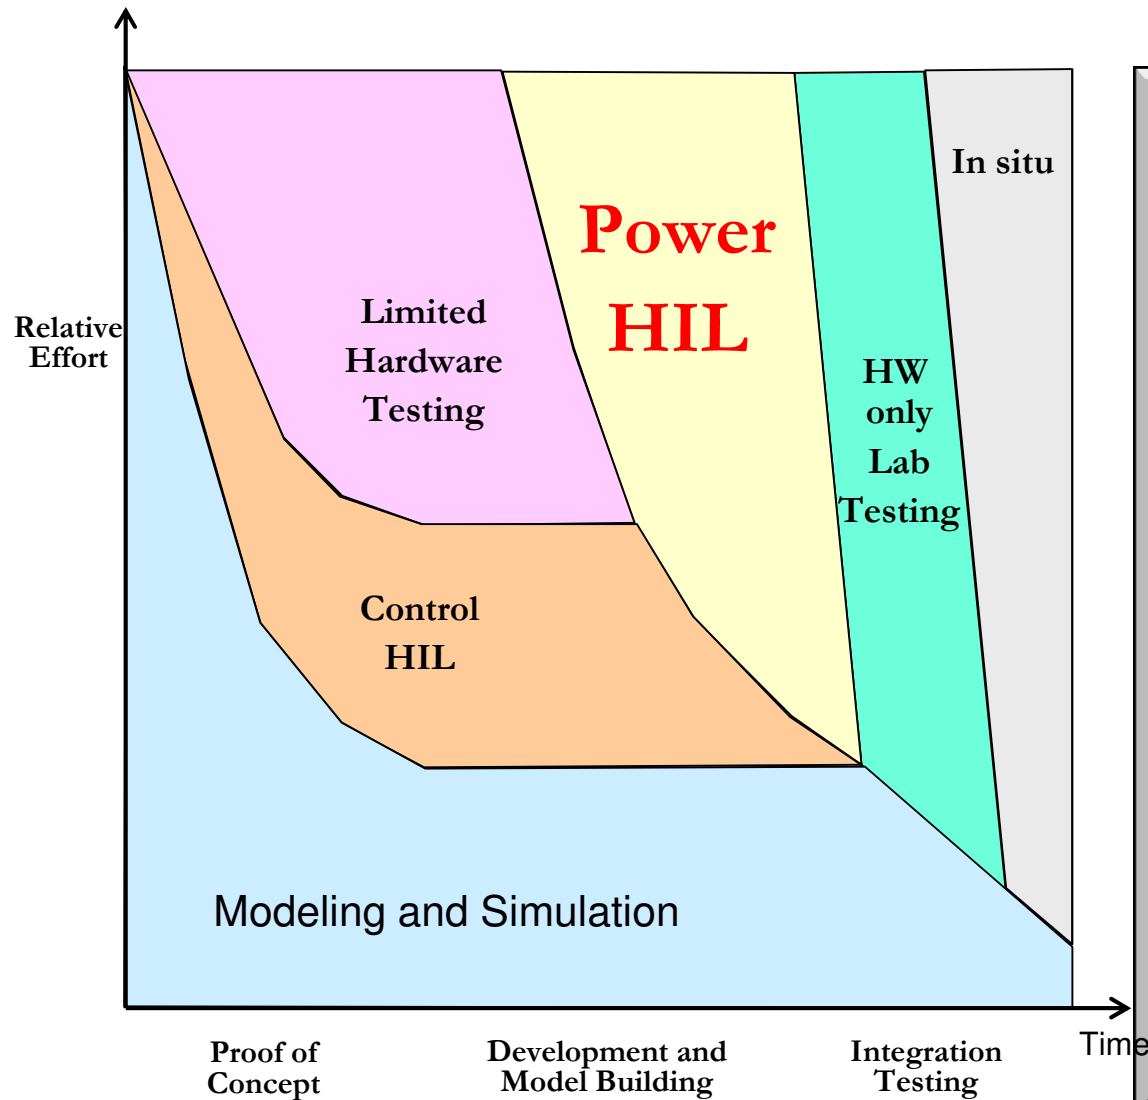 In situ
Power
HIL
Relative
Effort
Limited
Hardware
Testing
HW
only
Lab
Testing
Control
HIL
Modeling and Simulation
Time
Proof of
Concept
Development and
Model Building
Integration
Testing